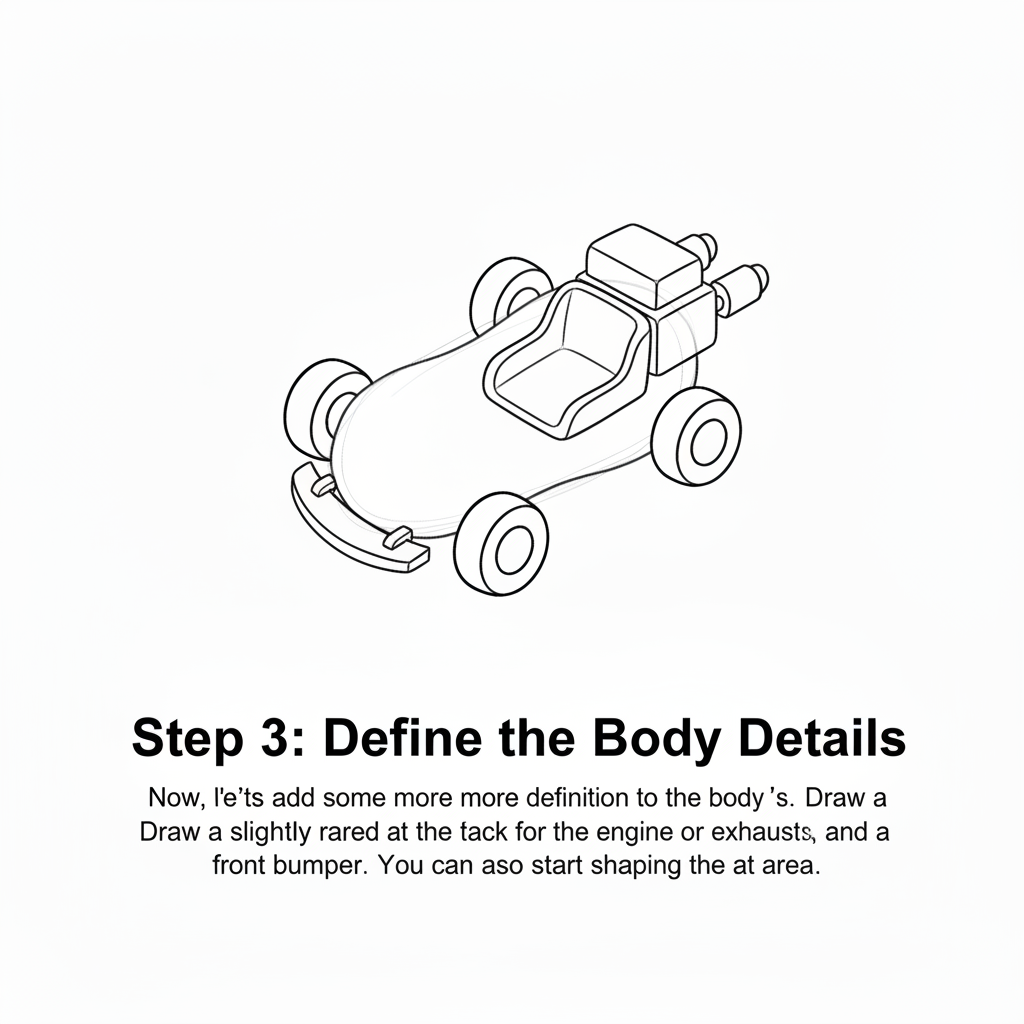 Step 3: Define the Body Details
Now, l'e'ts add some more more definition to the body 's. Draw a
Draw a slightly rared at the tack for the engine or exhausts, and a
front bumper. You can aso start shaping the at area.